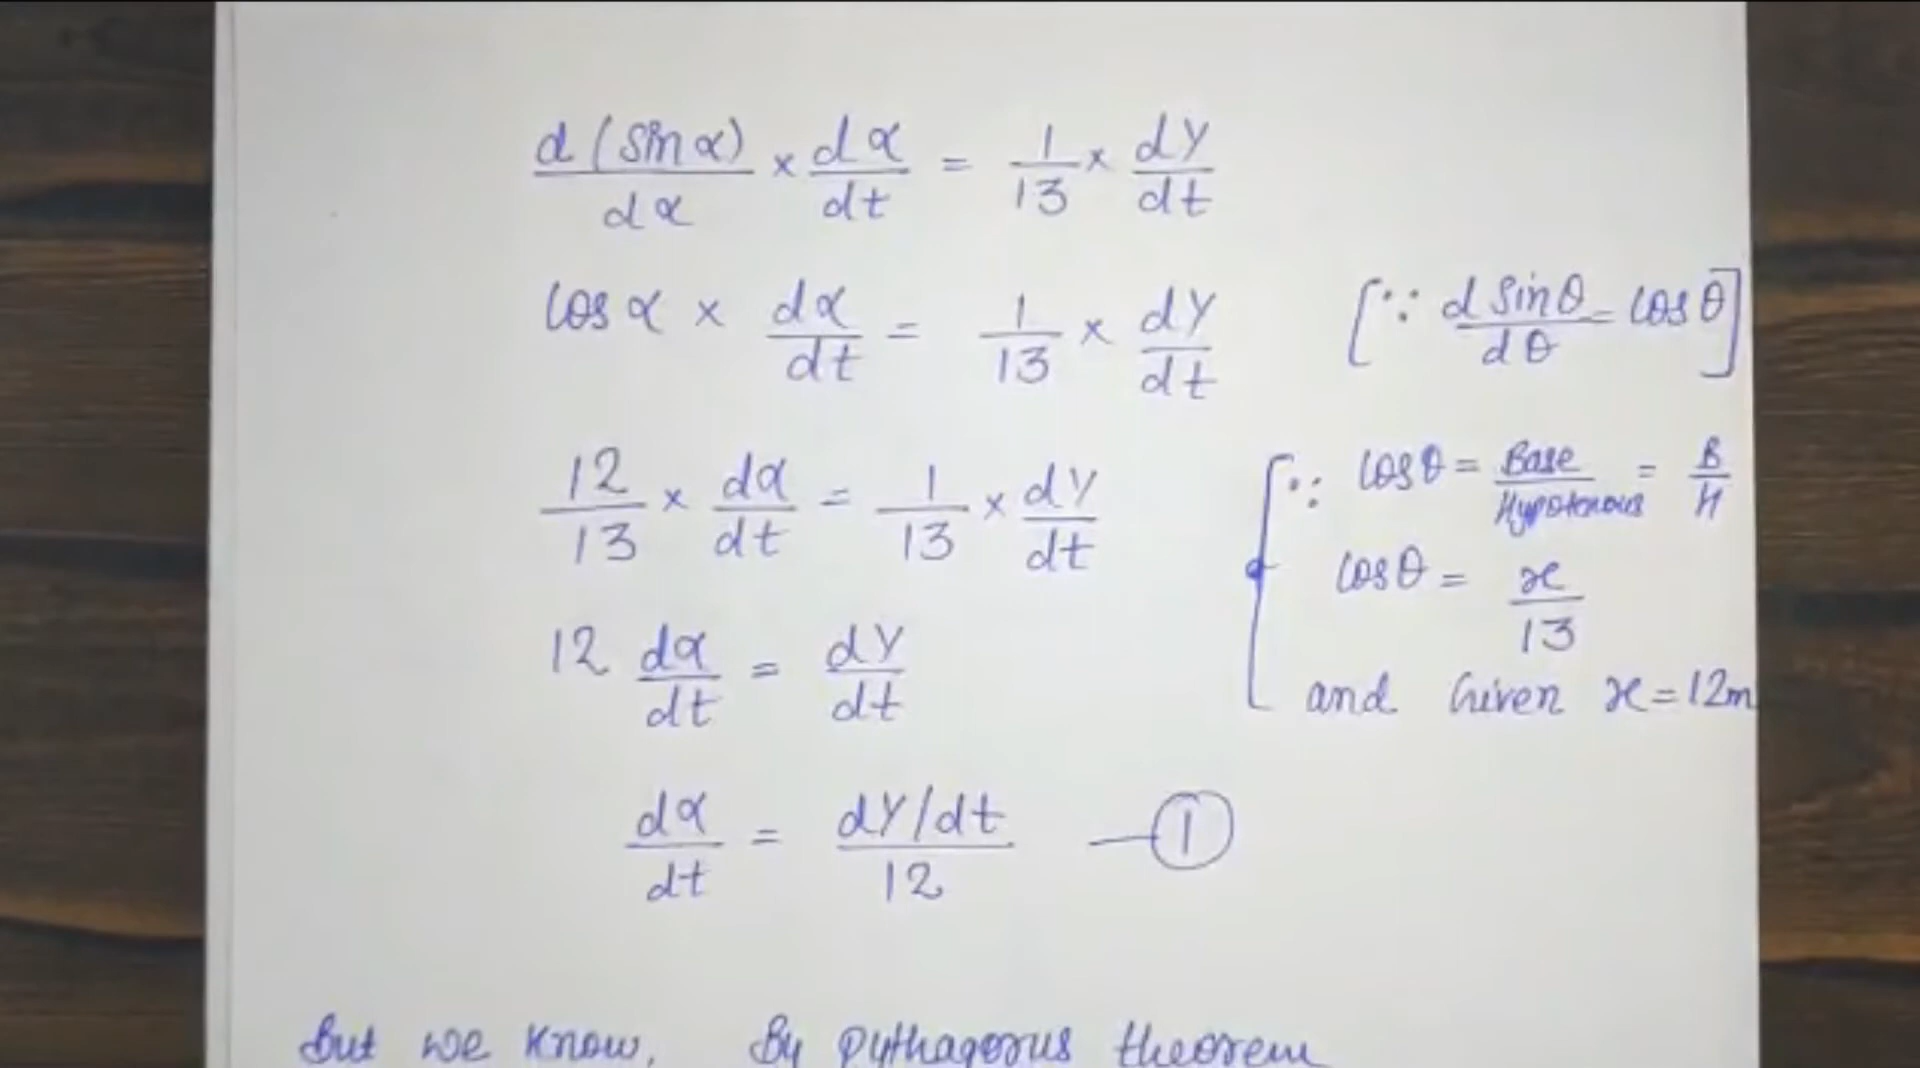 d(sin α)/dα × dα/dt = 1/13 × dy/dt
cos α × dα/dt = 1/13 × dy/dt [∵ d sinθ/dθ = cosθ]
12/13 × dα/dt = 1/13 × dy/dt [∵ cosθ = Base/Hypotenous = B/H
cosθ = x/13
12 dα/dt = dy/dt and Given x = 12m
dα/dt = dy/dt/12 — ①
But we know, By pythagorus theorem